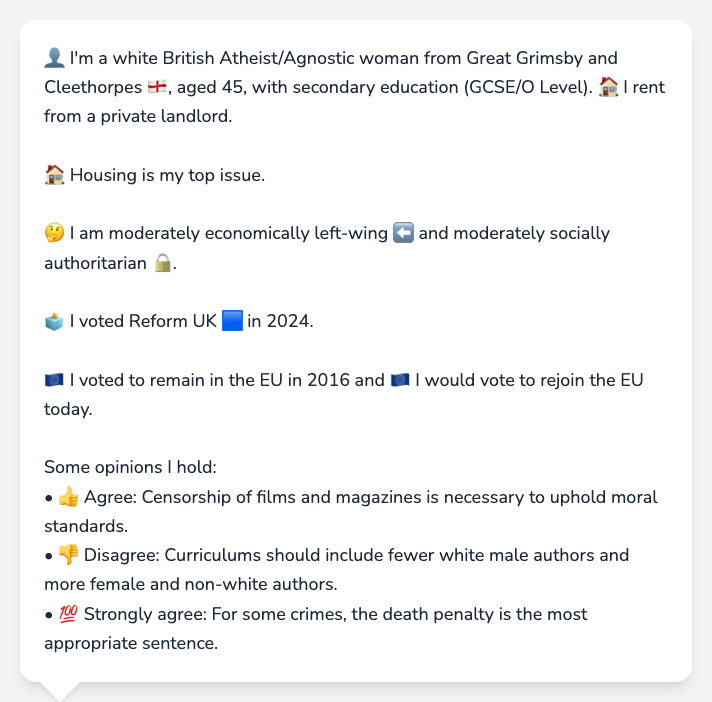 👤 I'm a white British Atheist/Agnostic woman from Great Grimsby and
Cleethorpes 🏴󠁧󠁢󠁥󠁮󠁧󠁿, aged 45, with secondary education (GCSE/O Level). 🏠 I rent
from a private landlord.
🏠 Housing is my top issue.
🤔 I am moderately economically left-wing ⬅️ and moderately socially
authoritarian 🔒.
🗳️ I voted Reform UK 🟦 in 2024.
🇪🇺 I voted to remain in the EU in 2016 and 🇪🇺 I would vote to rejoin the EU
today.
Some opinions I hold:
• 👍 Agree: Censorship of films and magazines is necessary to uphold moral
standards.
• 👎 Disagree: Curriculums should include fewer white male authors and
more female and non-white authors.
• 💯 Strongly agree: For some crimes, the death penalty is the most
appropriate sentence.